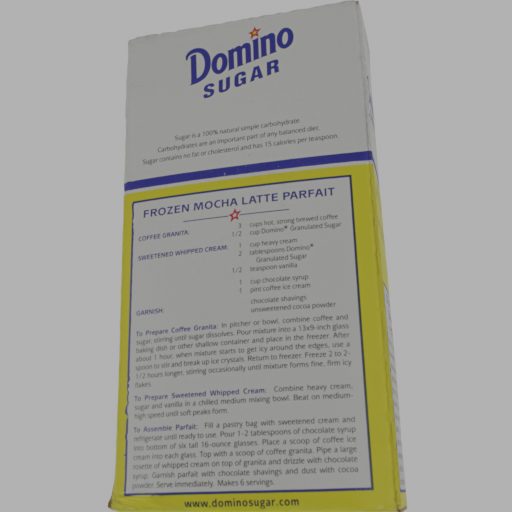 Domino
SUGAR
Sugar is a 100% natural simple carbohydrate.
Carbohydrates are an important part of any balanced diet.
Sugar contains no fat or cholesterol and has 15 calories per teaspoon.
FROZEN MOCHA LATTE PARFAIT
COFFEE GRANITA: 3 cups hot, strong brewed coffee
1/2 cup Domino® Granulated Sugar
SWEETENED WHIPPED CREAM: 1 cup heavy cream
2 tablespoons Domino®
Granulated Sugar
1/2 teaspoon vanilla
1 cup chocolate syrup
1 pint coffee ice cream
GARNISH: chocolate shavings
unsweetened cocoa powder
To Prepare Coffee Granita: In pitcher or bowl, combine coffee and
sugar, stirring until sugar dissolves. Pour mixture into a 13x9-inch glass
baking dish or other shallow container and place in the freezer. After
about 1 hour, when mixture starts to get icy around the edges, use a
spoon to stir and break up ice crystals. Return to freezer. Freeze 2 to 2-
1/2 hours longer, stirring occasionally until mixture forms fine, firm icy
flakes.
To Prepare Sweetened Whipped Cream: Combine heavy cream,
sugar and vanilla in a chilled medium mixing bowl. Beat on medium-
high speed until soft peaks form.
To Assemble Parfait: Fill a pastry bag with sweetened cream and
refrigerate until ready to use. Pour 1-2 tablespoons of chocolate syrup
into bottom of six tall 16-ounce glasses. Place a scoop of coffee ice
cream into each glass. Top with a scoop of coffee granita. Pipe a large
rosette of whipped cream on top of granita and drizzle with chocolate
syrup. Garnish parfait with chocolate shavings and dust with cocoa
powder. Serve immediately. Makes 6 servings.
www.dominosugar.com